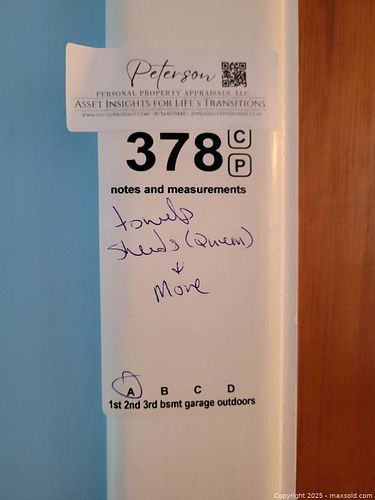 Peterson
PERSONAL PROPERTY APPRAISALS, LLC
ASSET INSIGHTS FOR LIFE'S TRANSITIONS
378 C
P
notes and measurements
towels
Sheets (Queen)
+
More
A B C D
1st 2nd 3rd bsmt garage outdoors
Copyright 2025 - maxsold.com